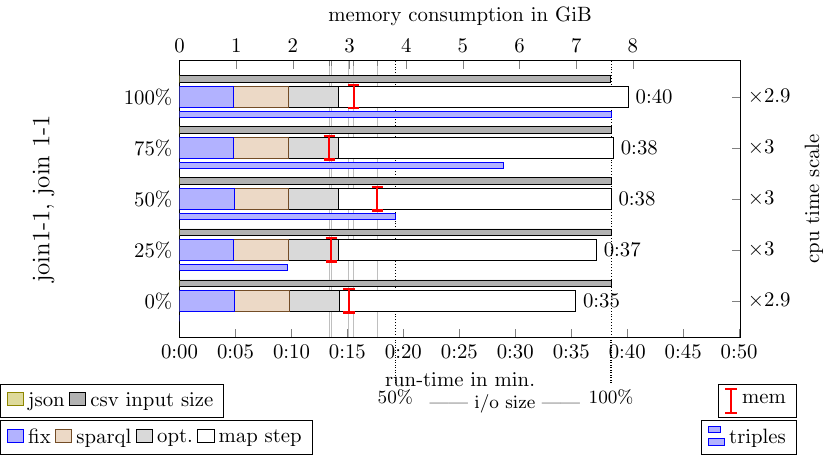 memory consumption in GiB
0 1 2 3 4 5 6 7 8
join1-1, join 1-1
100% 0:40 ×2.9
75% 0:38 ×3
50% 0:38 ×3
25% 0:37 ×3
0% 0:35 ×2.9
cpu time scale
0:00 0:05 0:10 0:15 0:20 0:25 0:30 0:35 0:40 0:45 0:50
run-time in min.
50% i/o size 100%
json csv input size mem
fix sparql opt. map step triples